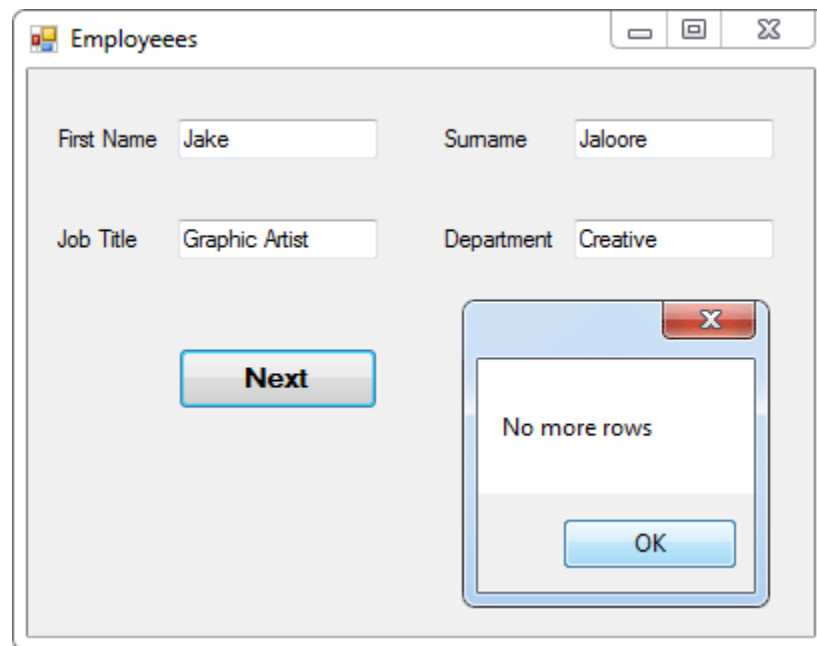 Employeees
First Name Jake Surname Jaloore
Job Title Graphic Artist Department Creative
Next
No more rows
OK